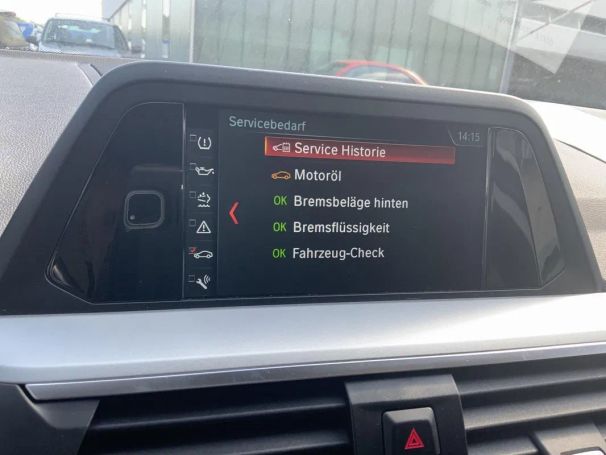 Servicebedarf
14:15
Service Historie
Motoröl
OK Bremsbeläge hinten
OK Bremsflüssigkeit
OK Fahrzeug-Check